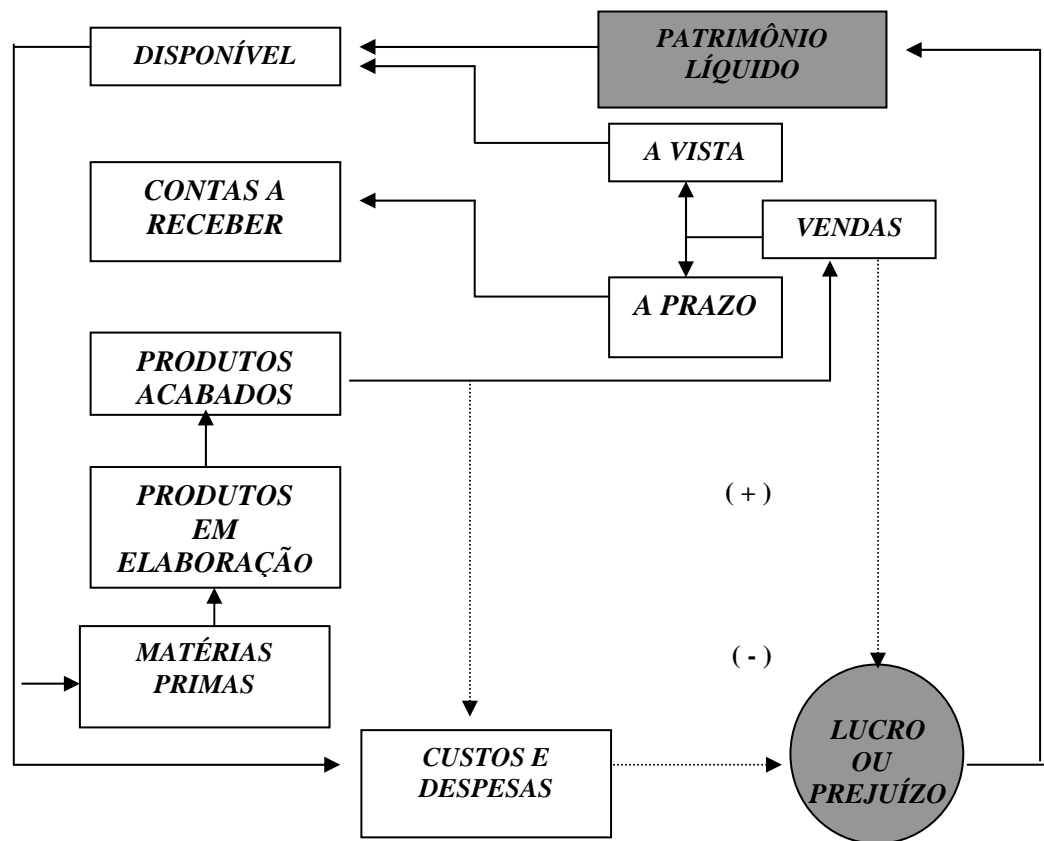 DISPONÍVEL
PATRIMÔNIO
LÍQUIDO
A VISTA
CONTAS A
RECEBER
VENDAS
A PRAZO
PRODUTOS
ACABADOS
PRODUTOS
EM
ELABORAÇÃO
( + )
MATÉRIAS
PRIMAS
( - )
CUSTOS E
DESPESAS
LUCRO
OU
PREJUÍZO